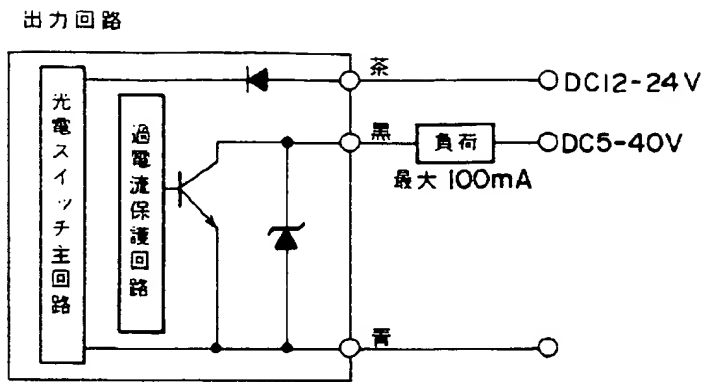 出力回路
茶
DC12-24V
光電スイッチ主回路
過電流保護回路
黒
負荷
DC5-40V
最大 100mA
青